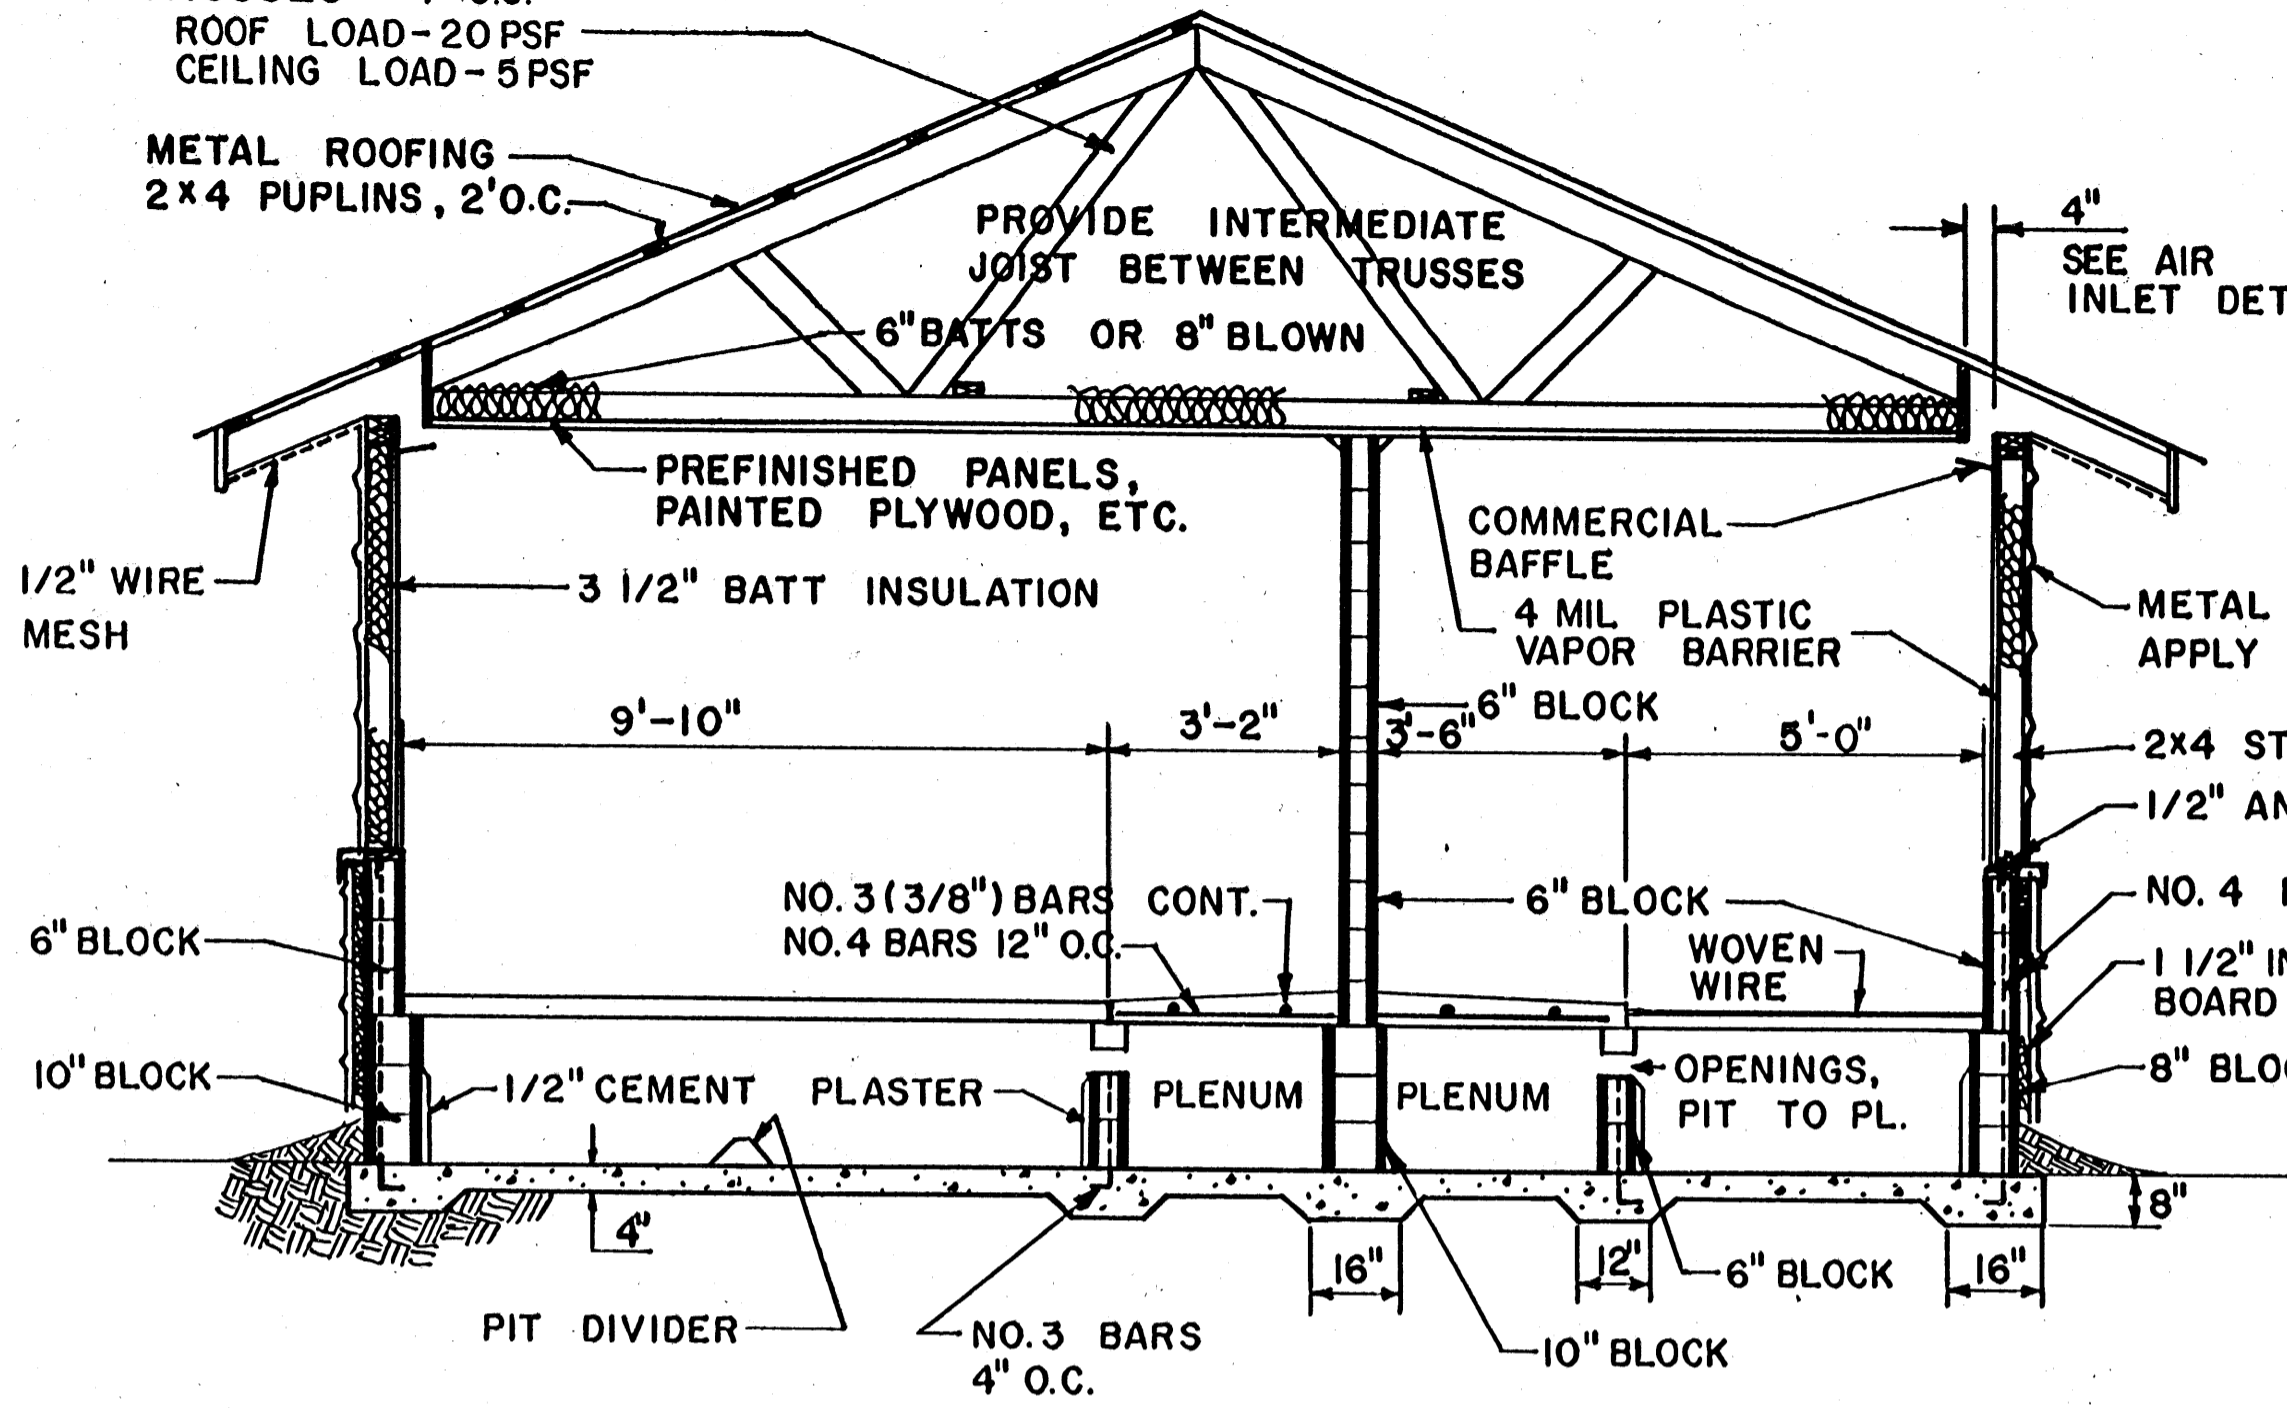 ROOF LOAD-20 PSF
CEILING LOAD-5 PSF
METAL ROOFING
2x4 PUPLINS, 2'O.C.
PROVIDE INTERMEDIATE
JOIST BETWEEN TRUSSES
6" BATTS OR 8" BLOWN
4"
SEE AIR
INLET DET
PREFINISHED PANELS,
PAINTED PLYWOOD, ETC.
COMMERCIAL
BAFFLE
1/2" WIRE
MESH
3 1/2" BATT INSULATION
4 MIL PLASTIC
VAPOR BARRIER
METAL
APPLY
6" BLOCK
9'-10"
3'-2"
3'-6"
5'-0"
2x4 ST
1/2" AN
NO. 3 (3/8") BARS CONT.
NO. 4 BARS 12" O.C.
6" BLOCK
NO. 4
6" BLOCK
WOVEN
WIRE
1 1/2" IN
BOARD
10" BLOCK
1/2" CEMENT PLASTER
PLENUM
PLENUM
OPENINGS,
PIT TO PL.
8" BLOC
4"
8"
16"
12"
16"
6" BLOCK
PIT DIVIDER
NO. 3 BARS
4" O.C.
10" BLOCK